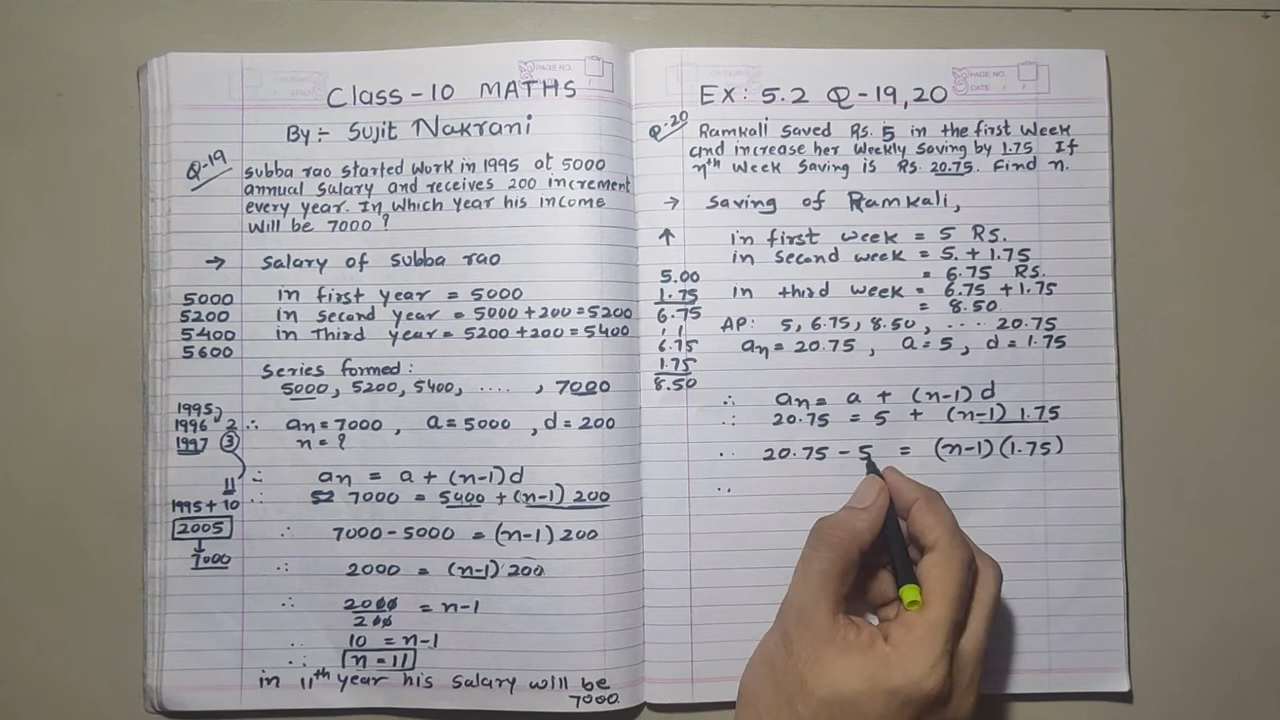 Class-10 MATHS
By:- Sujit Nakrani
Q-19
subba rao started work in 1995 at 5000
annual salary and receives 200 increment
every year. In which year his income
will be 7000?
→ salary of subba rao
5000
5200
5400
5600
in first year = 5000
in second year = 5000+200=5200
in Third year = 5200+200=5400
Series formed:
5000, 5200, 5400, ...., 7000
1995
1996 2
1997 3
11
1995+10
2005
7000
∴ an=7000, a=5000, d=200
n=?
∴ an = a+(n-1)d
∴ 7000 = 5400+(n-1) 200
∴ 7000-5000 = (n-1)200
∴ 2000 = (n-1) 200
∴ 2000/200 = n-1
∴ 10 = n-1
∴ n=11
in 11th year his salary will be
7000.
PAGE NO.
DATE
EX: 5.2 Q-19,20
Q-20
Ramkali saved Rs. 5 in the first week
and increase her weekly saving by 1.75 If
nth week saving is Rs. 20.75. Find n.
→ saving of Ramkali,
↑
5.00
1.75
6.75
1 1
6.75
1.75
8.50
in first week = 5 RS.
in second week = 5.+1.75
= 6.75 RS.
in third week = 6.75+1.75
= 8.50
AP: 5, 6.75, 8.50, .... 20.75
an=20.75, a=5, d=1.75
∴ an= a + (n-1)d
∴ 20.75 = 5 + (n-1) 1.75
∴ 20.75-5 = (n-1)(1.75)
∴
PAGE NO.
DATE